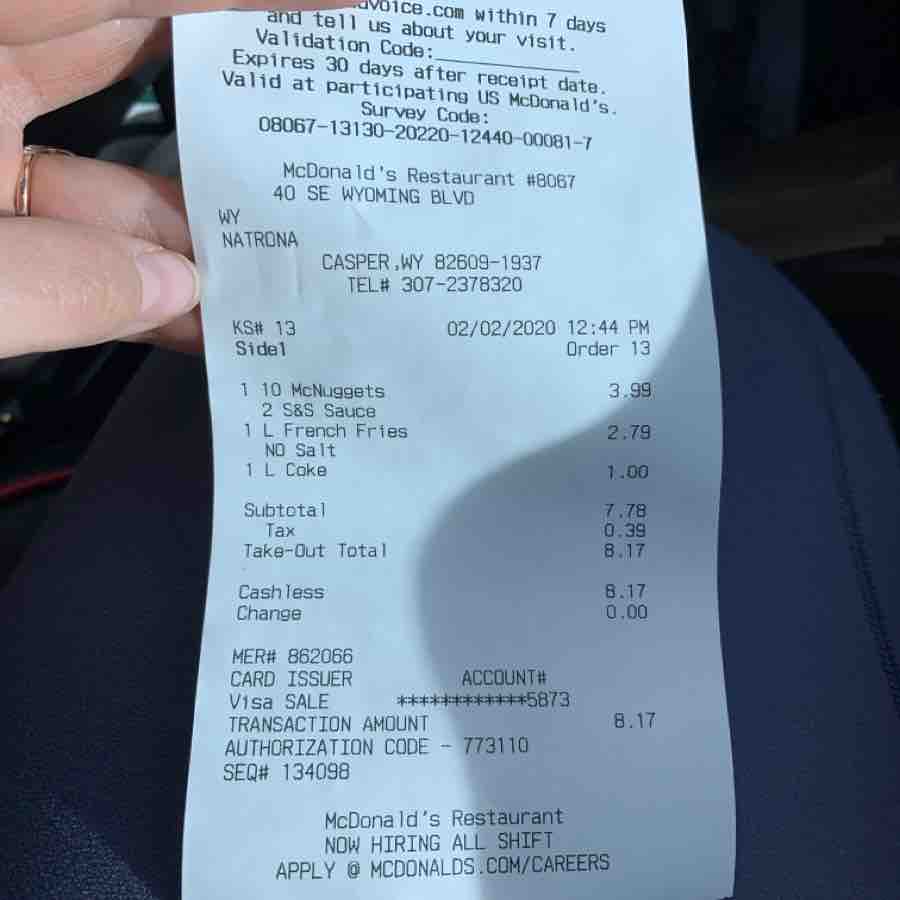 voice.com within 7 days
and tell us about your visit.
Validation Code:____________
Expires 30 days after receipt date.
Valid at participating US McDonald's.
Survey Code:
08067-13130-20220-12440-00081-7
McDonald's Restaurant #8067
40 SE WYOMING BLVD
WY
NATRONA
CASPER,WY 82609-1937
TEL# 307-2378320
KS# 13 02/02/2020 12:44 PM
Side1 Order 13
1 10 McNuggets 3.99
2 S&S Sauce
1 L French Fries 2.79
NO Salt
1 L Coke 1.00
Subtotal 7.78
Tax 0.39
Take-Out Total 8.17
Cashless 8.17
Change 0.00
MER# 862066
CARD ISSUER ACCOUNT#
Visa SALE ************5873
TRANSACTION AMOUNT 8.17
AUTHORIZATION CODE - 773110
SEQ# 134098
McDonald's Restaurant
NOW HIRING ALL SHIFT
APPLY @ MCDONALDS.COM/CAREERS